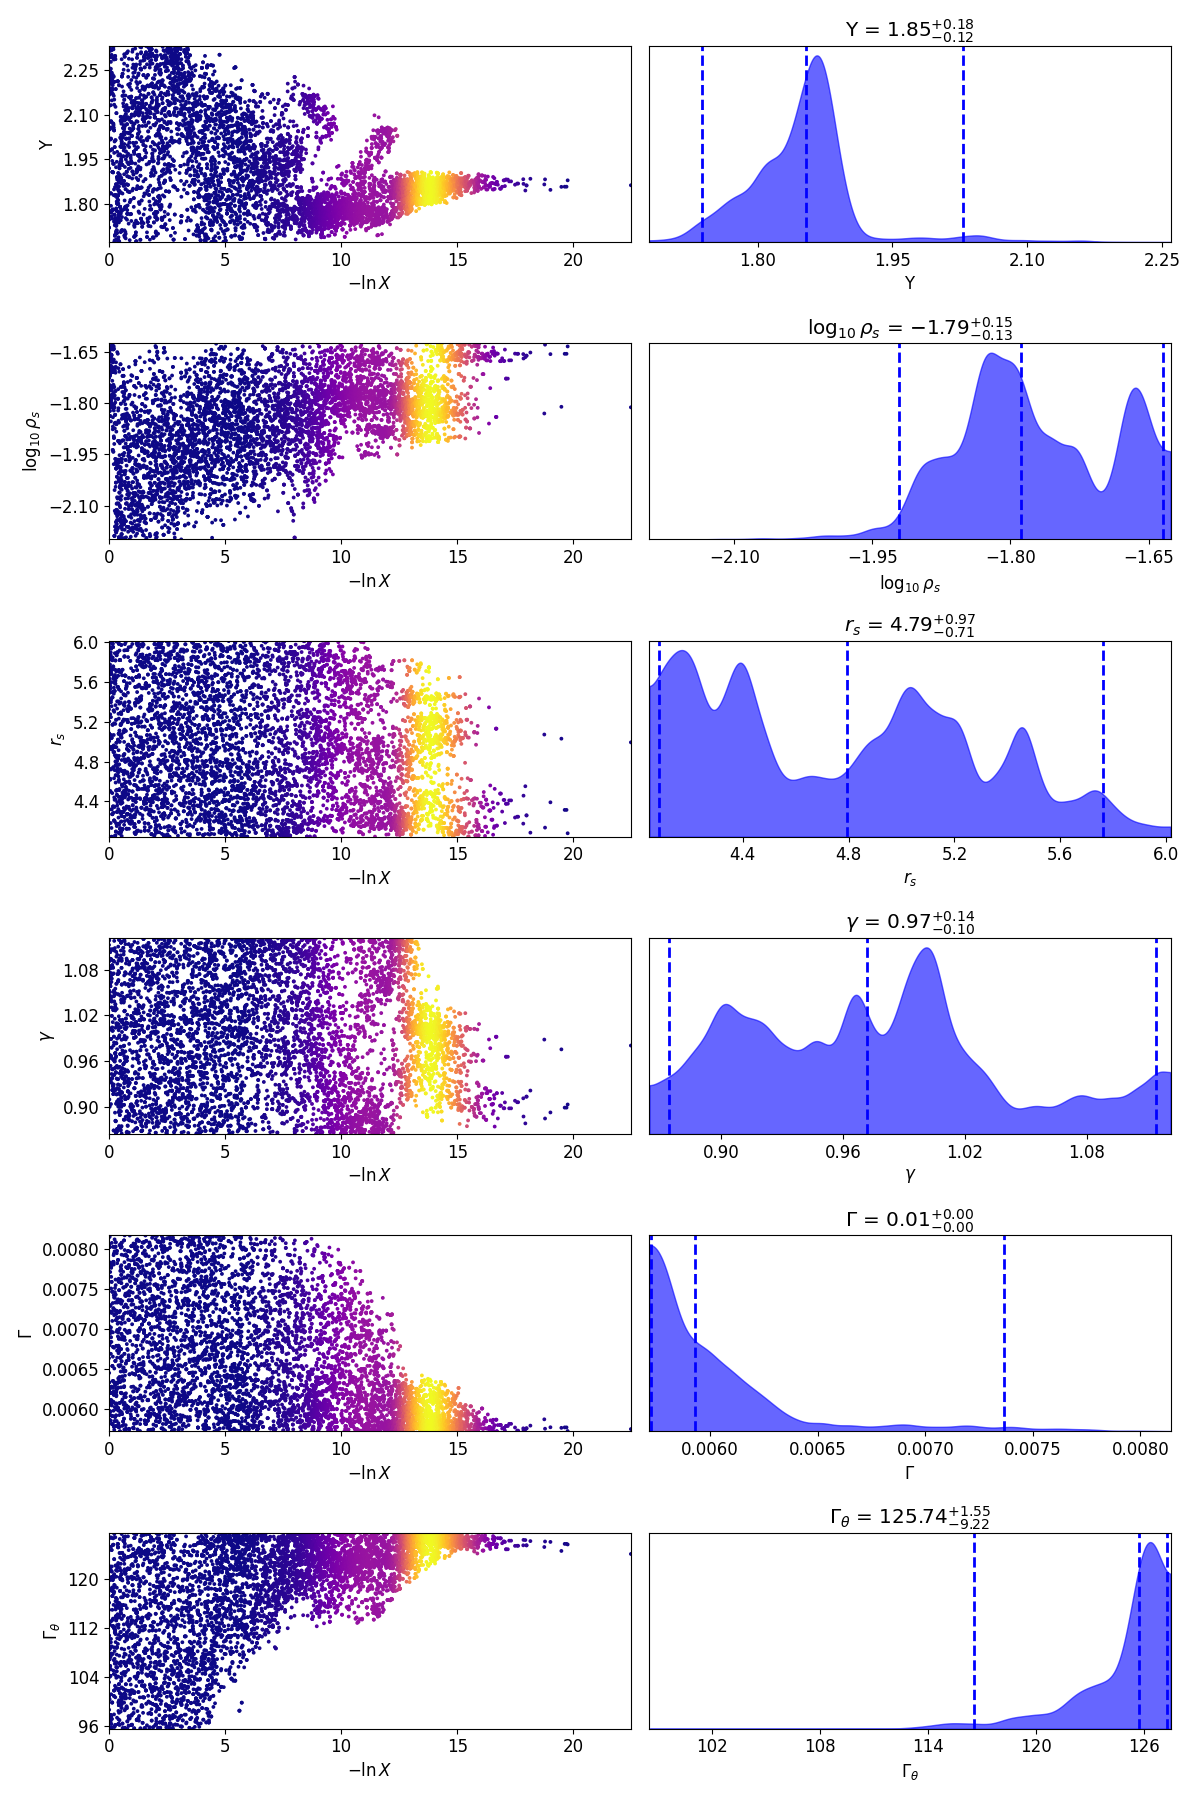 Y = 1.85^{+0.18}_{-0.12}
2.25
2.10
1.95
1.80
Y
0 5 10 15 20
−ln X
1.80 1.95 2.10 2.25
Y
log₁₀ ρₛ = −1.79^{+0.15}_{-0.13}
−1.65
−1.80
−1.95
−2.10
log₁₀ ρₛ
0 5 10 15 20
−ln X
−2.10 −1.95 −1.80 −1.65
log₁₀ ρₛ
rₛ = 4.79^{+0.97}_{-0.71}
6.0
5.6
5.2
4.8
4.4
rₛ
0 5 10 15 20
−ln X
4.4 4.8 5.2 5.6 6.0
rₛ
γ = 0.97^{+0.14}_{-0.10}
1.08
1.02
0.96
0.90
γ
0 5 10 15 20
−ln X
0.90 0.96 1.02 1.08
γ
Γ = 0.01^{+0.00}_{-0.00}
0.0080
0.0075
0.0070
0.0065
0.0060
Γ
0 5 10 15 20
−ln X
0.0060 0.0065 0.0070 0.0075 0.0080
Γ
Γ_θ = 125.74^{+1.55}_{-9.22}
120
112
104
96
Γ_θ
0 5 10 15 20
−ln X
102 108 114 120 126
Γ_θ